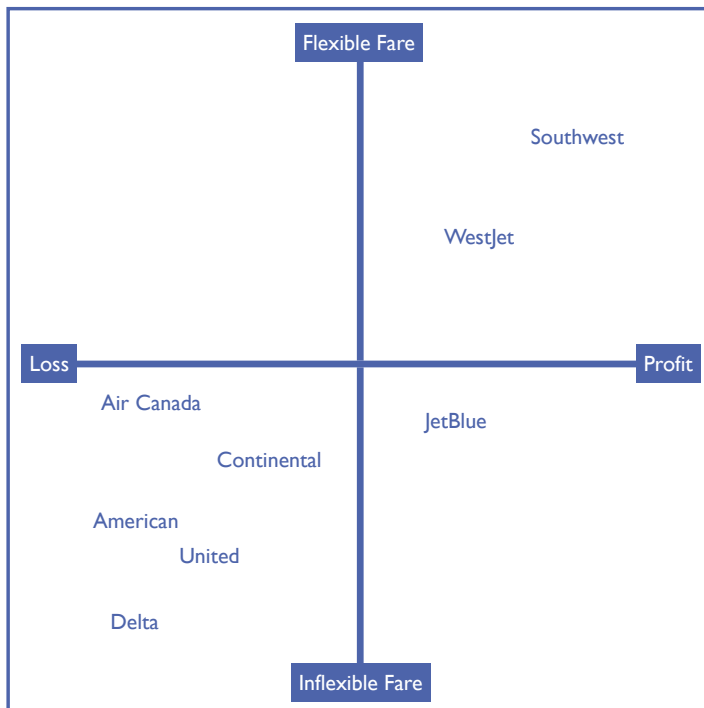 Flexible Fare
Southwest
WestJet
Loss
Profit
Air Canada
JetBlue
Continental
American
United
Delta
Inflexible Fare